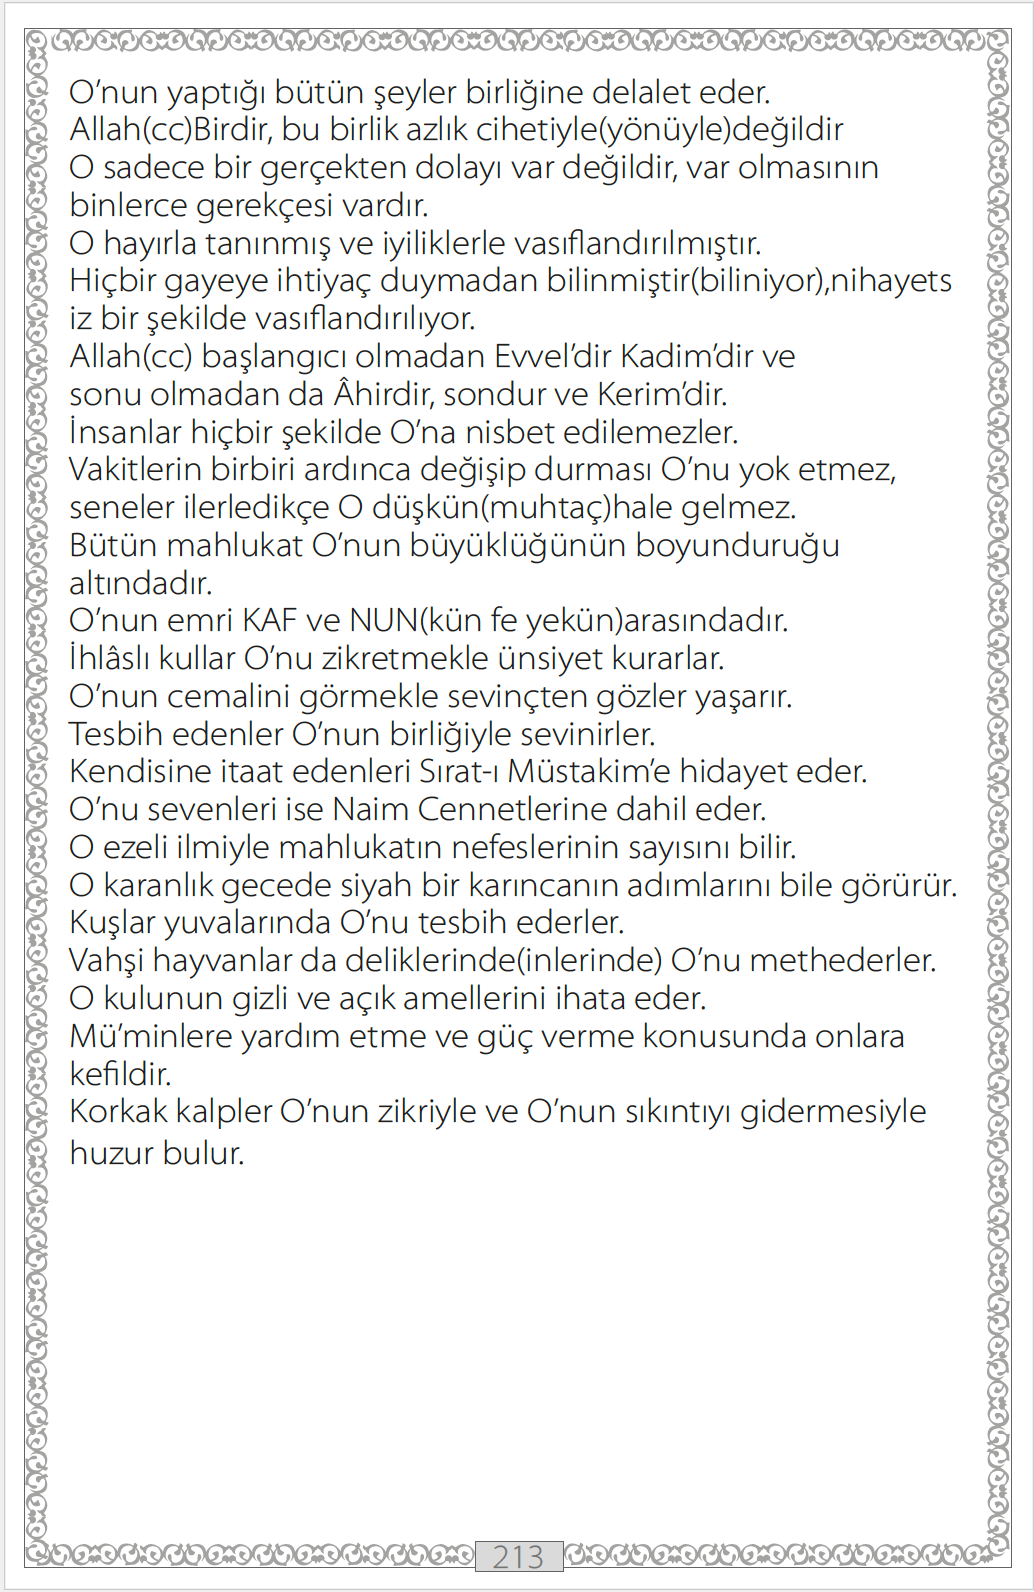 O’nun yaptığı bütün şeyler birliğine delalet eder.
Allah(cc)Birdir, bu birlik azlık cihetiyle(yönüyle)değildir
O sadece bir gerçekten dolayı var değildir, var olmasının
binlerce gerekçesi vardır.
O hayırla tanınmış ve iyiliklerle vasıflandırılmıştır.
Hiçbir gayeye ihtiyaç duymadan bilinmiştir(biliniyor),nihayets
iz bir şekilde vasıflandırılıyor.
Allah(cc) başlangıcı olmadan Evvel’dir Kadim’dir ve
sonu olmadan da Âhirdir, sondur ve Kerim’dir.
İnsanlar hiçbir şekilde O’na nisbet edilemezler.
Vakitlerin birbiri ardınca değişip durması O’nu yok etmez,
seneler ilerledikçe O düşkün(muhtaç)hale gelmez.
Bütün mahlukat O’nun büyüklüğünün boyunduruğu
altındadır.
O’nun emri KAF ve NUN(kün fe yekün)arasındadır.
İhlâslı kullar O’nu zikretmekle ünsiyet kurarlar.
O’nun cemalini görmekle sevinçten gözler yaşarır.
Tesbih edenler O’nun birliğiyle sevinirler.
Kendisine itaat edenleri Sırat-ı Müstakim’e hidayet eder.
O’nu sevenleri ise Naim Cennetlerine dahil eder.
O ezeli ilmiyle mahlukatın nefeslerinin sayısını bilir.
O karanlık gecede siyah bir karıncanın adımlarını bile görürür.
Kuşlar yuvalarında O’nu tesbih ederler.
Vahşi hayvanlar da deliklerinde(inlerinde) O’nu methederler.
O kulunun gizli ve açık amellerini ihata eder.
Mü’minlere yardım etme ve güç verme konusunda onlara
kefildir.
Korkak kalpler O’nun zikriyle ve O’nun sıkıntıyı gidermesiyle
huzur bulur.
213